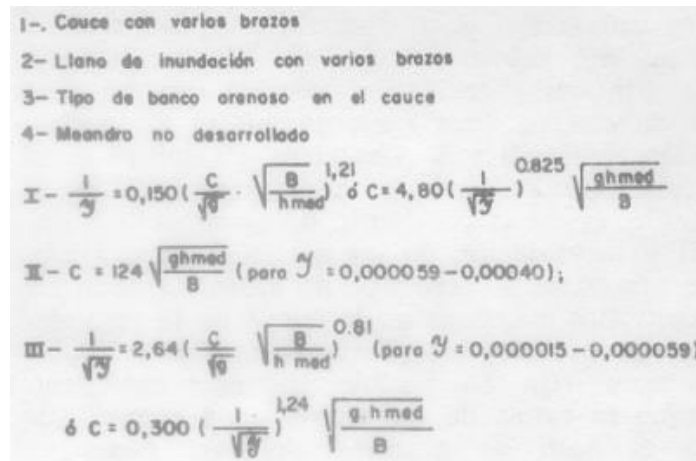 1-. Cauce con varios brazos
2- Llano de inundación con varios brazos
3- Tipo de banco arenoso en el cauce
4- Meandro no desarrollado
I - 1/𝒴 = 0,150 ( C/√g · √(B/h med) )^1,21 ó C = 4,80 ( 1/√𝒴 )^0.825 √(ghmed/B)
II - C = 124 √(ghmed/B) ( para 𝒴 = 0,000059 - 0,00040);
III - 1/√𝒴 = 2,64 ( C/√g √(B/h med) )^0.81 (para 𝒴 = 0,000015 - 0,000059)
ó C = 0,300 ( 1/√𝒴 )^1,24 √(g. h med/B)